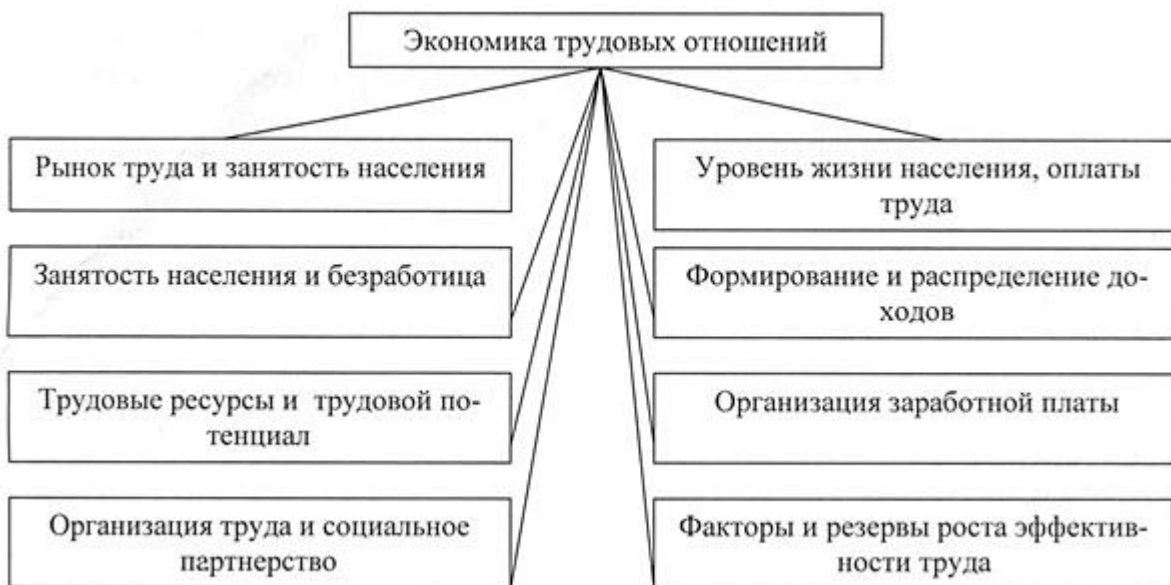 Экономика трудовых отношений
Рынок труда и занятость населения
Уровень жизни населения, оплаты
труда
Занятость населения и безработица
Формирование и распределение до-
ходов
Трудовые ресурсы и трудовой по-
тенциал
Организация заработной платы
Организация труда и социальное
партнерство
Факторы и резервы роста эффектив-
ности труда